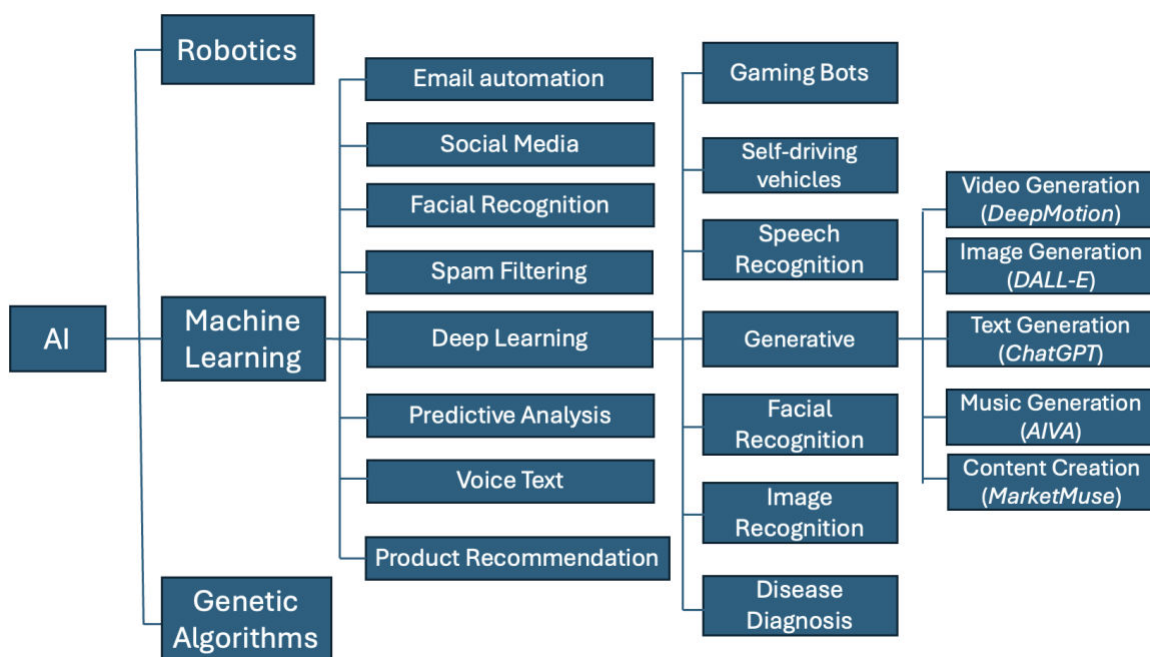 AI
Robotics
Machine
Learning
Genetic
Algorithms
Email automation
Social Media
Facial Recognition
Spam Filtering
Deep Learning
Predictive Analysis
Voice Text
Product Recommendation
Gaming Bots
Self-driving
vehicles
Speech
Recognition
Generative
Facial
Recognition
Image
Recognition
Disease
Diagnosis
Video Generation
(DeepMotion)
Image Generation
(DALL-E)
Text Generation
(ChatGPT)
Music Generation
(AIVA)
Content Creation
(MarketMuse)